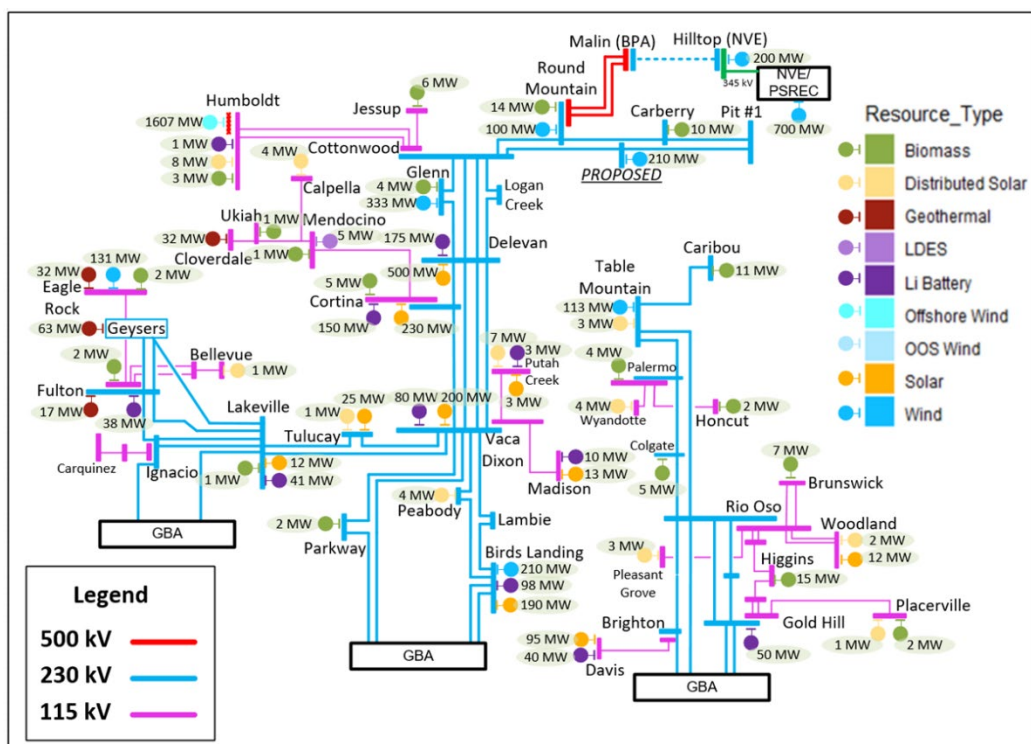 Malin (BPA)
Hilltop (NVE)
200 MW
NVE/
PSREC
345 kV
700 MW
6 MW
Jessup
Round
Mountain
14 MW
100 MW
Carberry
10 MW
Pit #1
210 MW
PROPOSED
Humboldt
1607 MW
1 MW
8 MW
3 MW
Cottonwood
4 MW
Calpella
Glenn
4 MW
333 MW
Logan
Creek
Ukiah
1 MW
Mendocino
5 MW
32 MW
Cloverdale
1 MW
175 MW
Delevan
500 MW
5 MW
Cortina
150 MW
230 MW
131 MW
32 MW
2 MW
Eagle
Rock
63 MW
Geysers
2 MW
Bellevue
1 MW
Fulton
17 MW
38 MW
Lakeville
25 MW
1 MW
Tulucay
80 MW
200 MW
7 MW
3 MW
Putah
Creek
3 MW
Vaca
Dixon
10 MW
13 MW
Madison
Carquinez
Ignacio
12 MW
1 MW
41 MW
GBA
2 MW
Parkway
4 MW
Peabody
Lambie
Birds Landing
210 MW
98 MW
190 MW
GBA
Caribou
11 MW
Table
Mountain
113 MW
3 MW
4 MW
Palermo
4 MW
Wyandotte
2 MW
Honcut
Colgate
5 MW
7 MW
Brunswick
Rio Oso
Woodland
2 MW
12 MW
3 MW
Pleasant
Grove
Higgins
15 MW
Placerville
Gold Hill
1 MW
2 MW
50 MW
Brighton
95 MW
40 MW
Davis
GBA
Resource_Type
Biomass
Distributed Solar
Geothermal
LDES
Li Battery
Offshore Wind
OOS Wind
Solar
Wind
Legend
500 kV
230 kV
115 kV